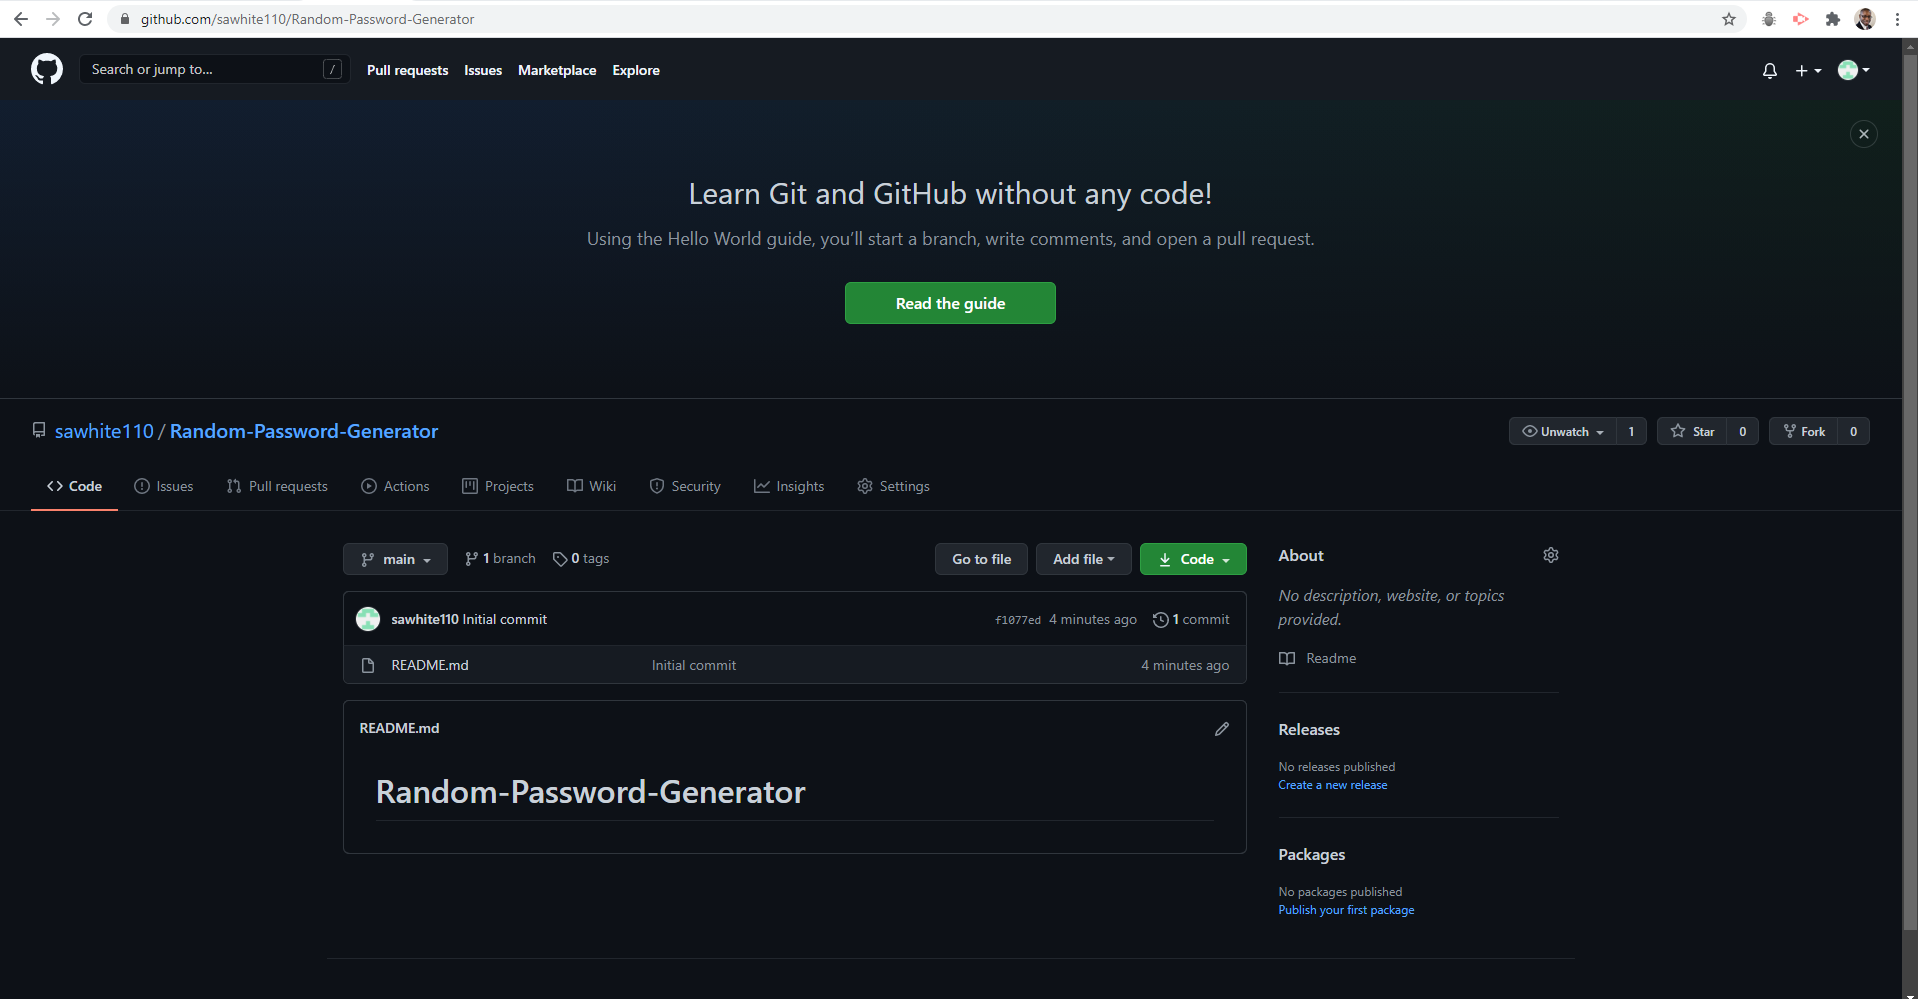 github.com/sawhite110/Random-Password-Generator
Search or jump to... /
Pull requests Issues Marketplace Explore
Learn Git and GitHub without any code!
Using the Hello World guide, you’ll start a branch, write comments, and open a pull request.
Read the guide
sawhite110 / Random-Password-Generator
Unwatch 1 Star 0 Fork 0
Code Issues Pull requests Actions Projects Wiki Security Insights Settings
main 1 branch 0 tags Go to file Add file Code
sawhite110 Initial commit f1077ed 4 minutes ago 1 commit
README.md Initial commit 4 minutes ago
README.md
Random-Password-Generator
About
No description, website, or topics
provided.
Readme
Releases
No releases published
Create a new release
Packages
No packages published
Publish your first package